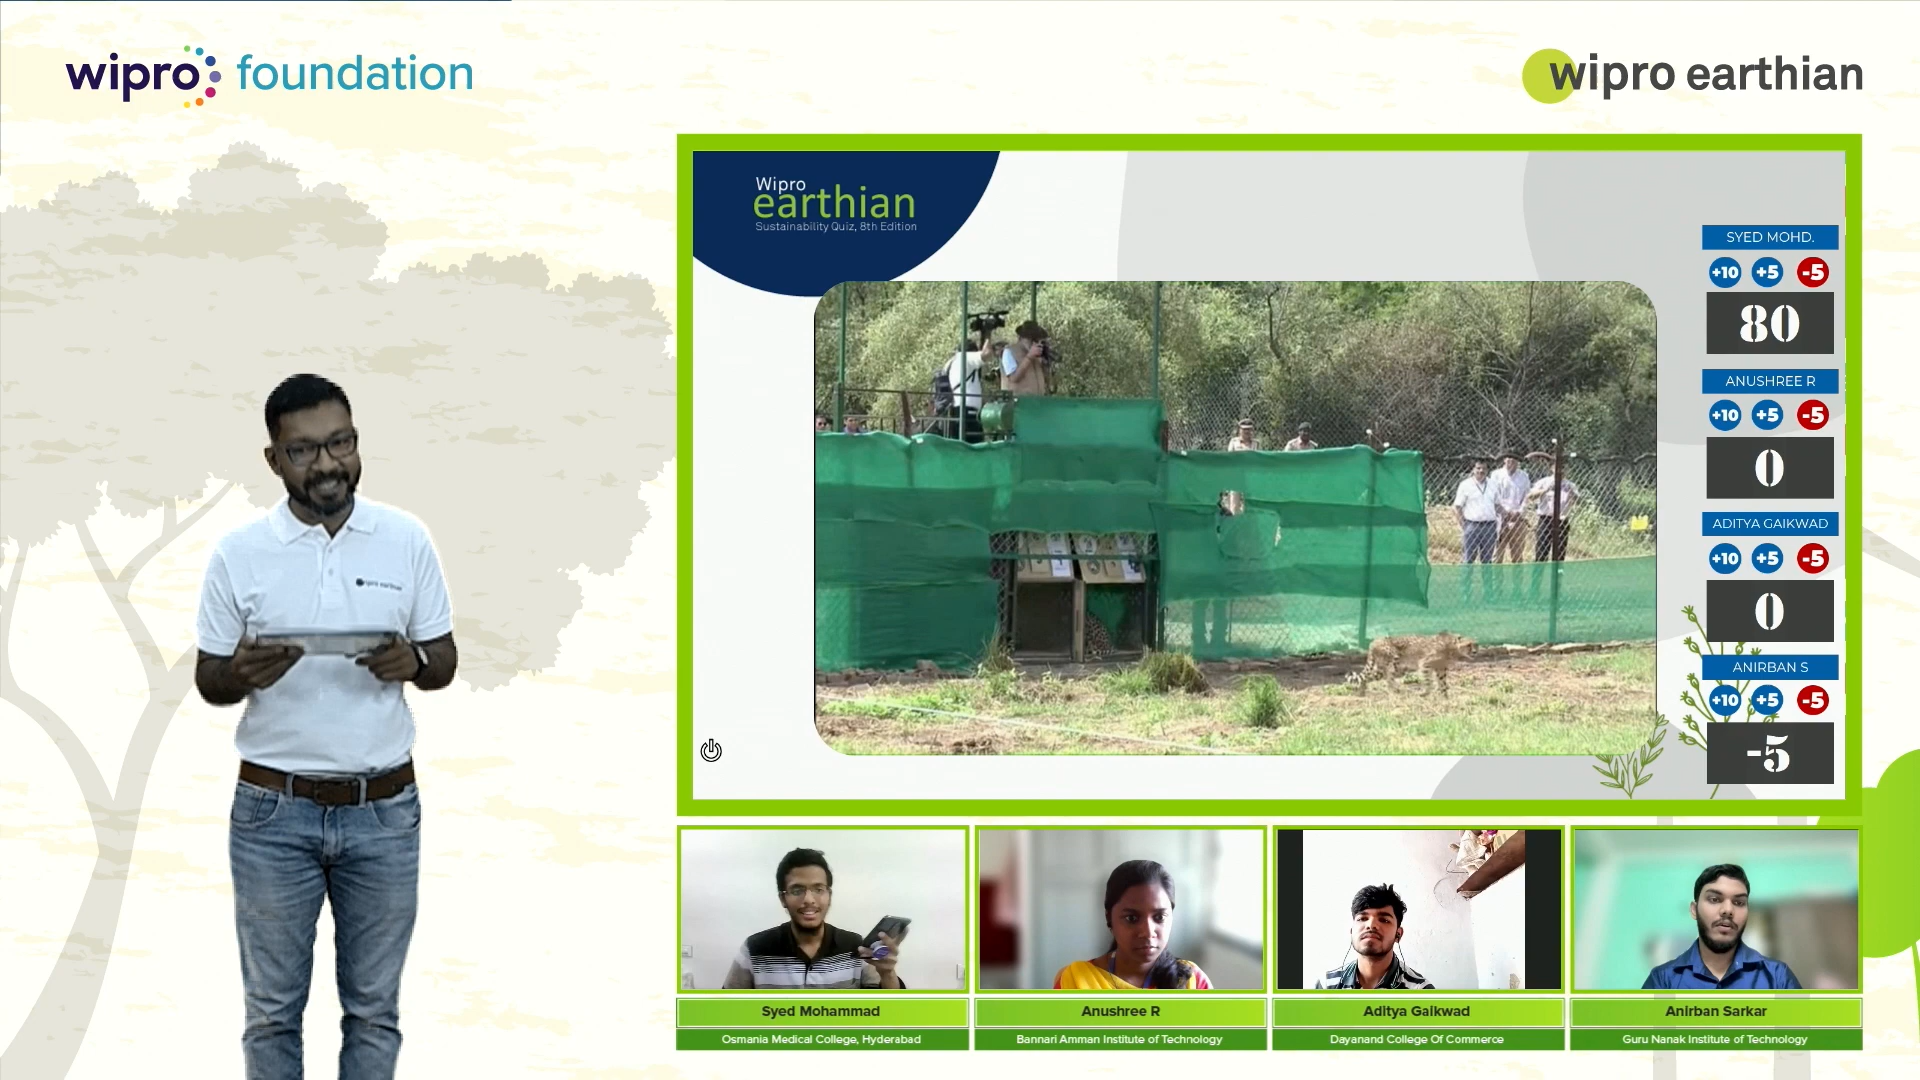 wipro foundation
wipro earthian
Wipro
earthian
Sustainability Quiz, 8th Edition
SYED MOHD.
+10 +5 -5
80
ANUSHREE R
+10 +5 -5
0
ADITYA GAIKWAD
+10 +5 -5
0
ANIRBAN S
+10 +5 -5
-5
wipro earthian
Syed Mohammad
Osmania Medical College, Hyderabad
Anushree R
Bannari Amman Institute of Technology
Aditya Gaikwad
Dayanand College Of Commerce
Anirban Sarkar
Guru Nanak Institute of Technology